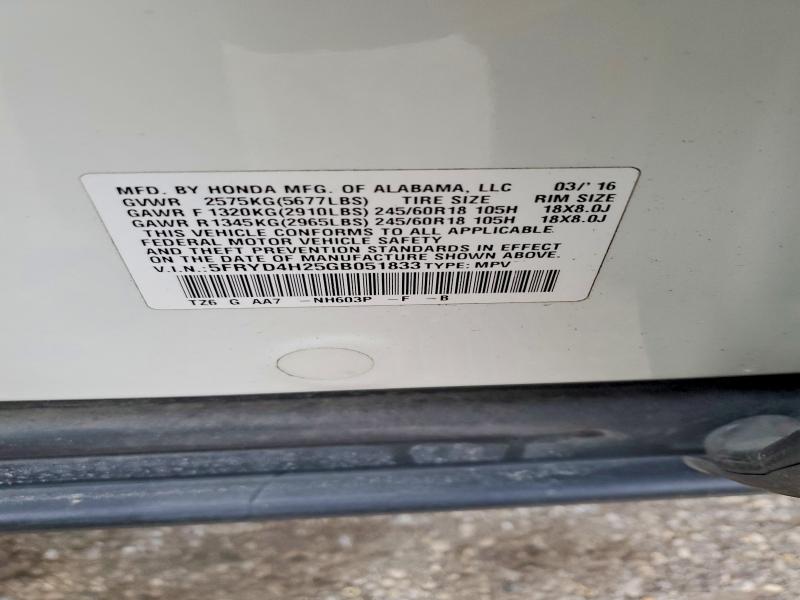 MFD. BY HONDA MFG. OF ALABAMA, LLC 03/' 16
GVWR 2575KG(5677LBS) TIRE SIZE RIM SIZE
GAWR F 1320KG(2910LBS) 245/60R18 105H 18X8.0J
GAWR R 1345KG(2965LBS) 245/60R18 105H 18X8.0J
THIS VEHICLE CONFORMS TO ALL APPLICABLE
FEDERAL MOTOR VEHICLE SAFETY
AND THEFT PREVENTION STANDARDS IN EFFECT
ON THE DATE OF MANUFACTURE SHOWN ABOVE.
V.I.N.:5FRYD4H25GB051833 TYPE: MPV
TZ6 G AA7 -NH603P -F -B